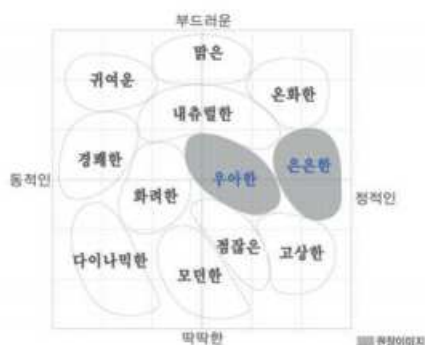 부드러운
맑은
귀여운
온화한
내츄럴한
경쾌한
은은한
우아한
동적인
화려한
정적인
점잖은
고상한
다이나믹한
모던한
딱딱한